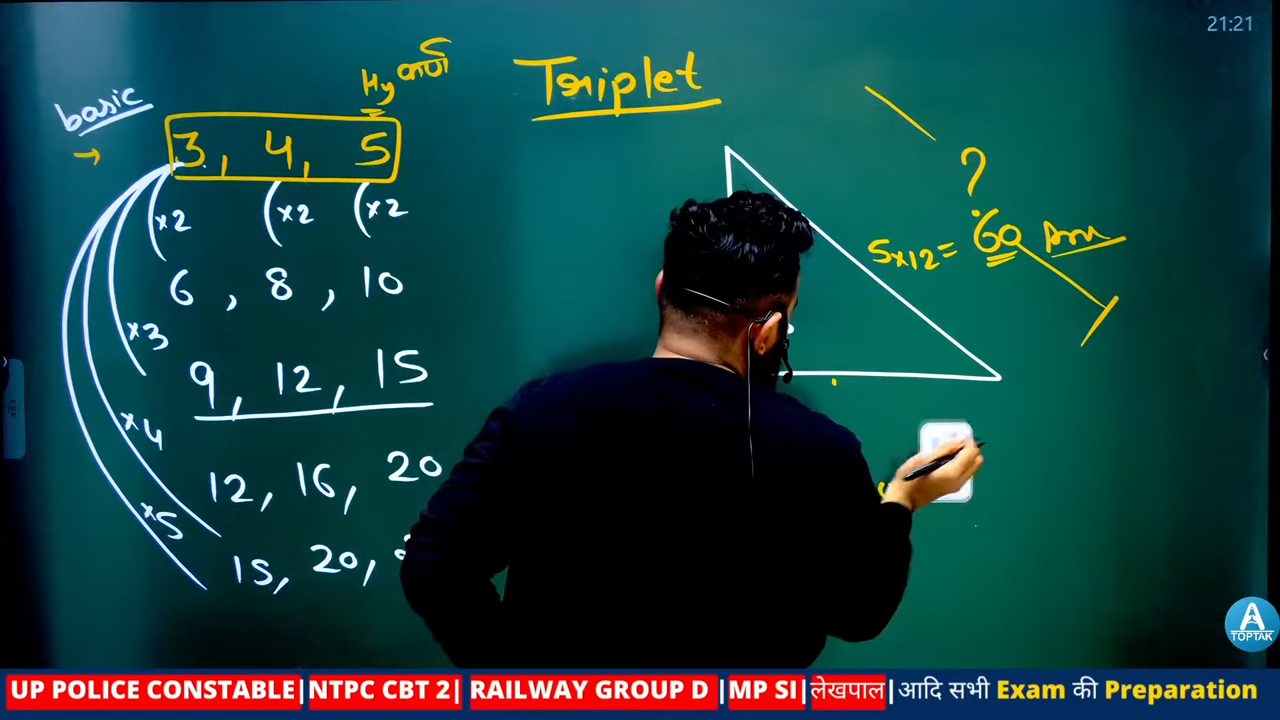 21:21
Triplet
basic
Hy कर्ण
→ 3, 4, 5
(×2 (×2 (×2
6, 8, 10
×3
9, 12, 15
×4
12, 16, 20
×5
15, 20,
?
5×12 = 60 Ans
A
TOPTAK
UP POLICE CONSTABLE| NTPC CBT 2| RAILWAY GROUP D |MP SI|लेखपाल|आदि सभी Exam की Preparation